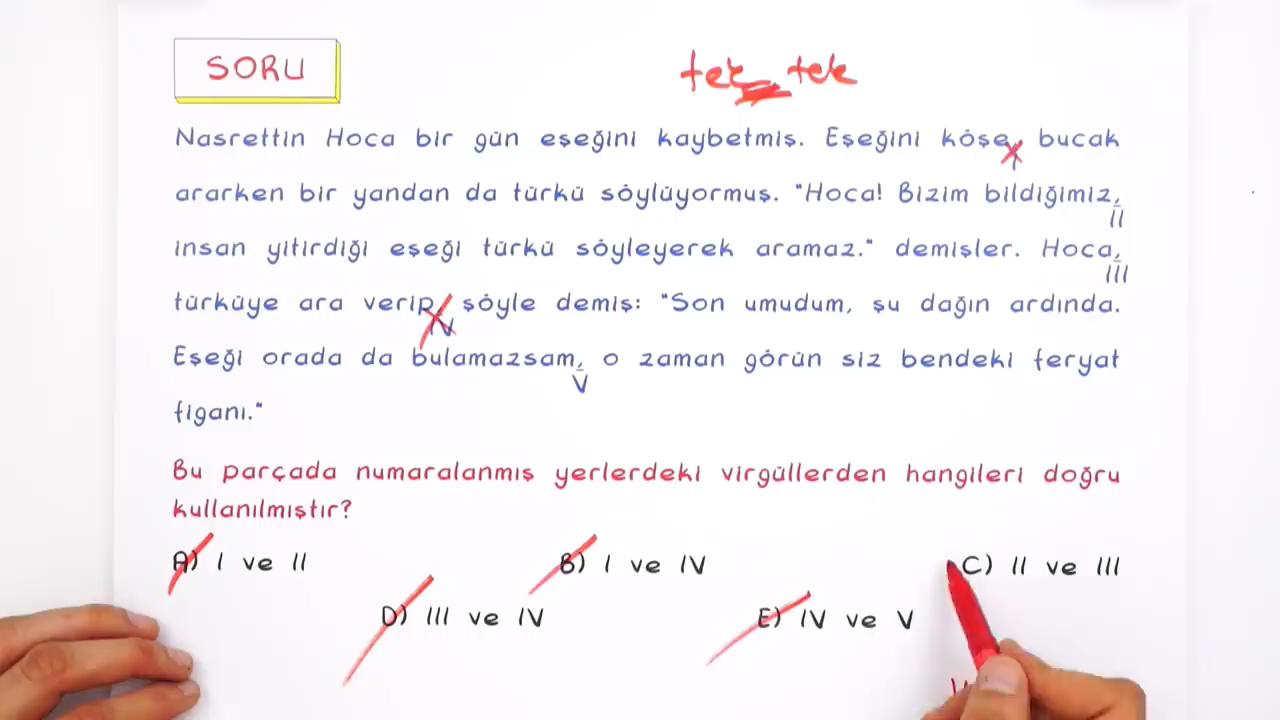 SORU
tek tek
Nasrettin Hoca bir gün eşeğini kaybetmiş. Eşeğini köşe, bucak
I
ararken bir yandan da türkü söylüyormuş. "Hoca! Bizim bildiğimiz,
II
insan yitirdiği eşeği türkü söyleyerek aramaz." demişler. Hoca,
III
türküye ara verip, şöyle demiş: "Son umudum, şu dağın ardında.
IV
Eşeği orada da bulamazsam, o zaman görün siz bendeki feryat
V
figanı."
Bu parçada numaralanmış yerlerdeki virgüllerden hangileri doğru
kullanılmıştır?
A) I ve II B) I ve IV C) II ve III
D) III ve IV E) IV ve V